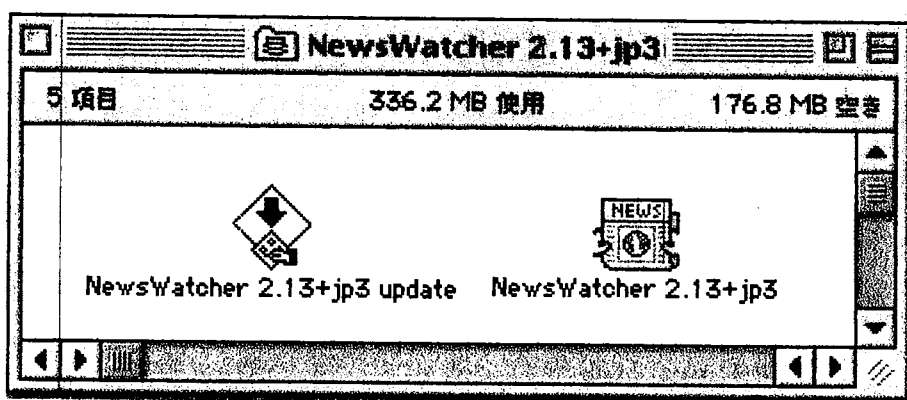 NewsWatcher 2.13+jp3
5 項目 336.2 MB 使用 176.8 MB 空き
NEWS
NewsWatcher 2.13+jp3 update NewsWatcher 2.13+jp3